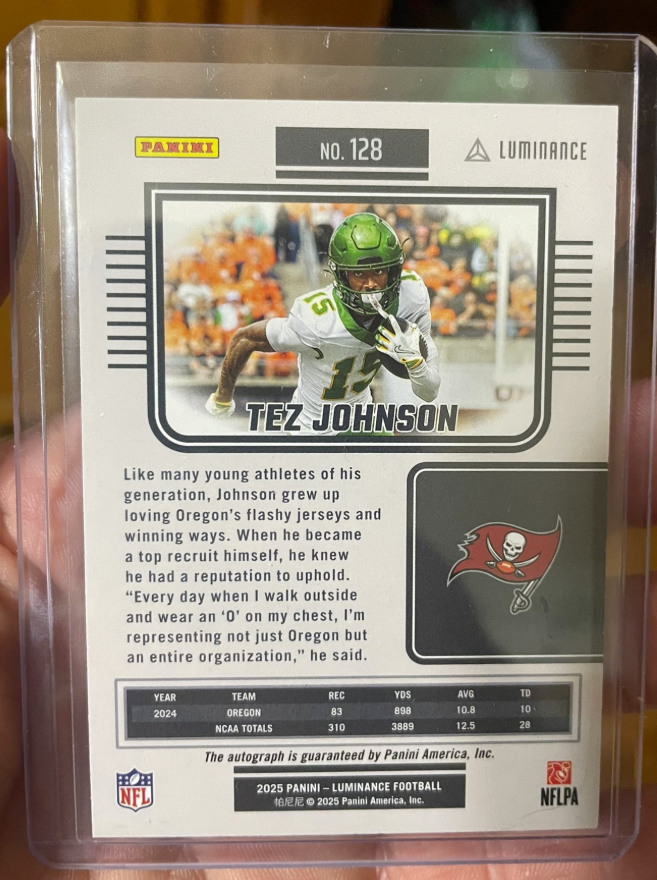 PANINI
NO. 128
LUMINANCE
15
15
TEZ JOHNSON
Like many young athletes of his
generation, Johnson grew up
loving Oregon's flashy jerseys and
winning ways. When he became
a top recruit himself, he knew
he had a reputation to uphold.
“Every day when I walk outside
and wear an ‘O’ on my chest, I'm
representing not just Oregon but
an entire organization,” he said.
YEAR TEAM REC YDS AVG TD
2024 OREGON 83 898 10.8 10
NCAA TOTALS 310 3889 12.5 28
The autograph is guaranteed by Panini America, Inc.
NFL
2025 PANINI – LUMINANCE FOOTBALL
帕尼尼 © 2025 Panini America, Inc.
NFLPA